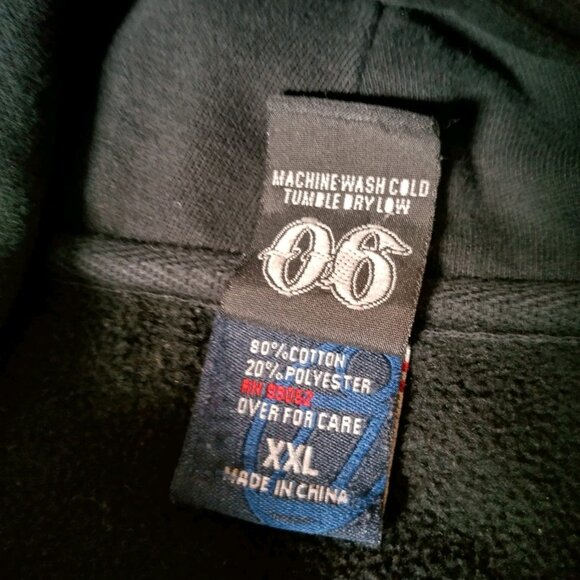 MACHINE WASH COLD
TUMBLE DRY LOW
06
80% COTTON
20% POLYESTER
OVER FOR CARE
XXL
MADE IN CHINA